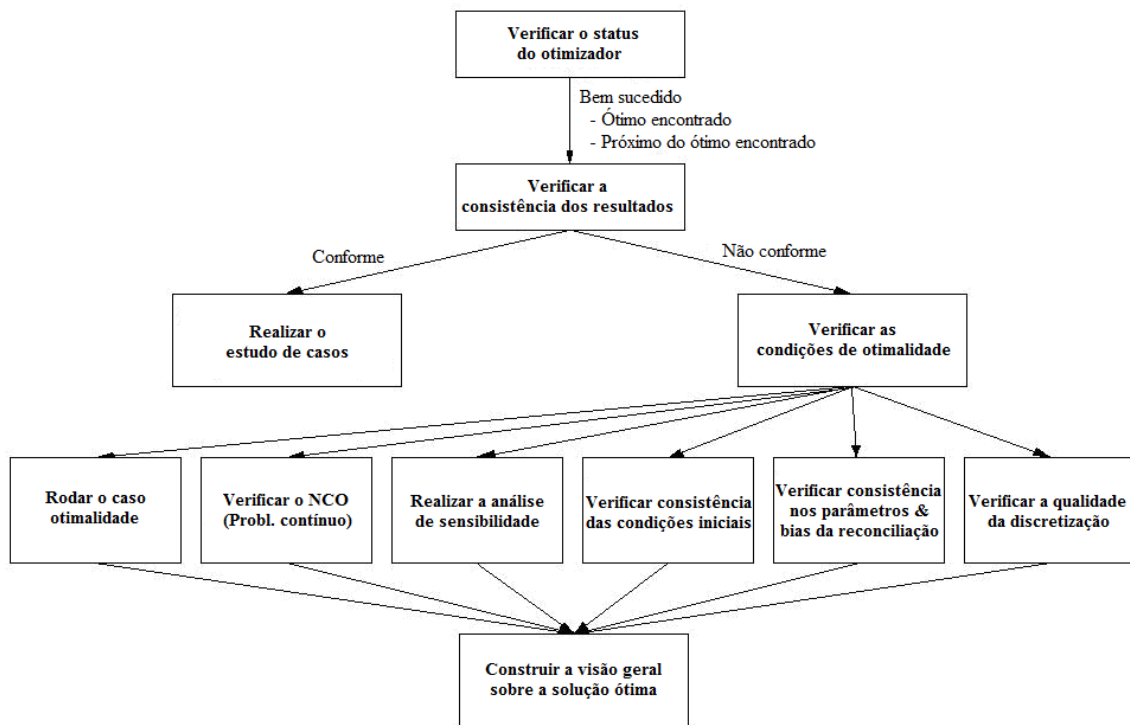 Verificar o status
do otimizador
Bem sucedido
- Ótimo encontrado
- Próximo do ótimo encontrado
Verificar a
consistência dos resultados
Conforme
Não conforme
Realizar o
estudo de casos
Verificar as
condições de otimalidade
Rodar o caso
otimalidade
Verificar o NCO
(Probl. contínuo)
Realizar a análise
de sensibilidade
Verificar consistência
das condições iniciais
Verificar consistência
nos parâmetros &
bias da reconciliação
Verificar a qualidade
da discretização
Construir a visão geral
sobre a solução ótima